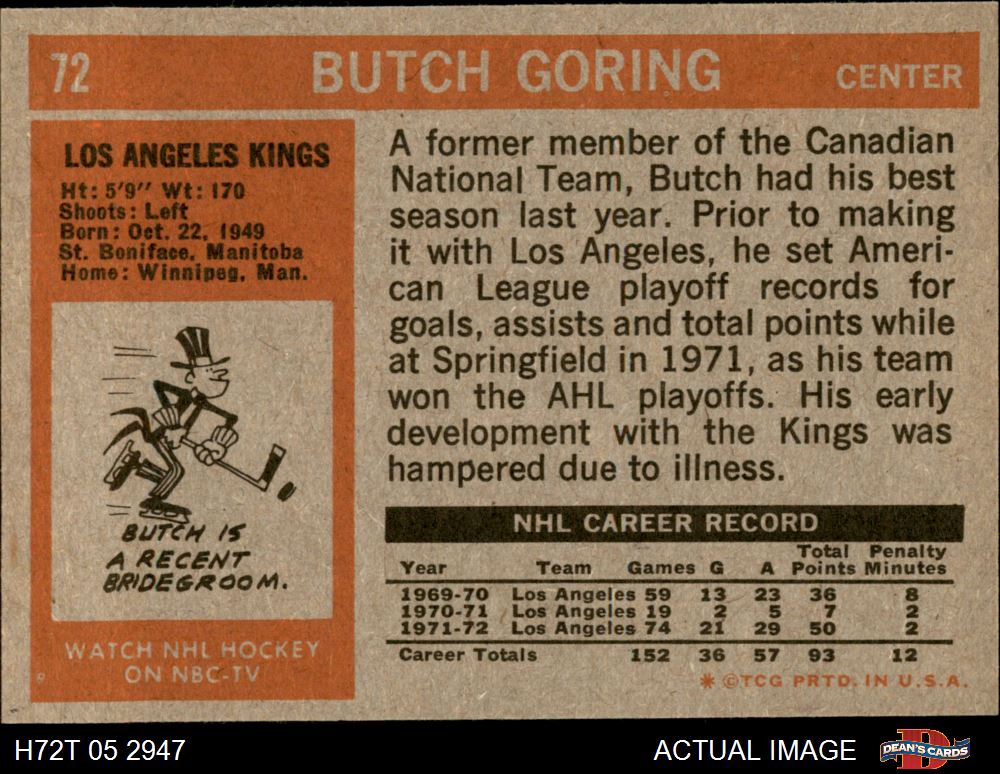 72 BUTCH GORING CENTER
LOS ANGELES KINGS
Ht: 5'9" Wt: 170
Shoots: Left
Born: Oct. 22, 1949
St. Boniface, Manitoba
Home: Winnipeg, Man.
BUTCH IS
A RECENT
BRIDEGROOM.
WATCH NHL HOCKEY
ON NBC-TV
A former member of the Canadian
National Team, Butch had his best
season last year. Prior to making
it with Los Angeles, he set Ameri-
can League playoff records for
goals, assists and total points while
at Springfield in 1971, as his team
won the AHL playoffs. His early
development with the Kings was
hampered due to illness.
NHL CAREER RECORD
Year Team Games G A Total Points Penalty Minutes
1969-70 Los Angeles 59 13 23 36 8
1970-71 Los Angeles 19 2 5 7 2
1971-72 Los Angeles 74 21 29 50 2
Career Totals 152 36 57 93 12
* ©TCG PRTD. IN U.S.A.
H72T 05 2947 ACTUAL IMAGE DEAN'S CARDS